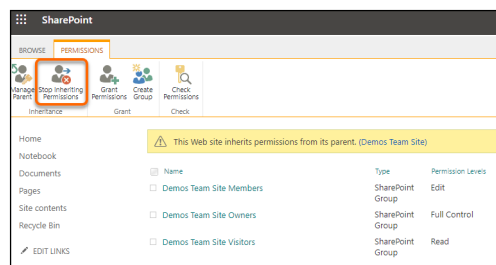 SharePoint
BROWSE PERMISSIONS
Manage Stop Inheriting Grant Create Check
Parent Permissions Permissions Group Permissions
Inheritance Grant Check
Home
Notebook
Documents
Pages
Site contents
Recycle Bin
EDIT LINKS
This Web site inherits permissions from its parent. (Demos Team Site)
Name Type Permission Levels
Demos Team Site Members SharePoint Edit
Group
Demos Team Site Owners SharePoint Full Control
Group
Demos Team Site Visitors SharePoint Read
Group